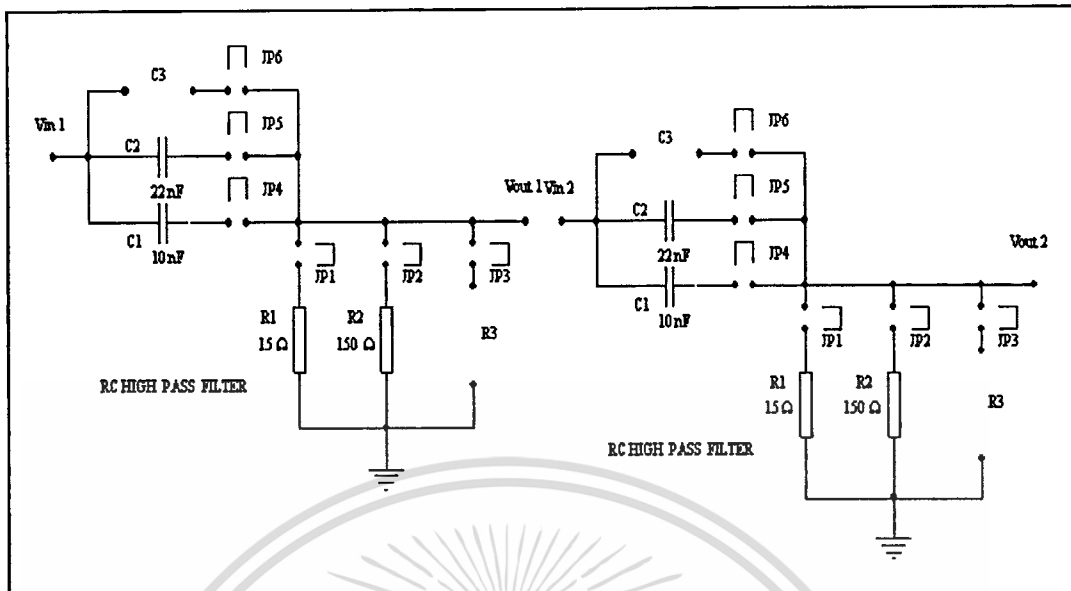 JP6
C3
Vin 1
JP5
C2
22nF
JP4
C1
10nF
Vout 1
JP1
JP2
JP3
R1
15 Ω
R2
150 Ω
R3
RC HIGH PASS FILTER
Vin 2
JP6
C3
JP5
C2
22nF
JP4
C1
10nF
Vout 2
JP1
JP2
JP3
R1
15 Ω
R2
150 Ω
R3
RC HIGH PASS FILTER